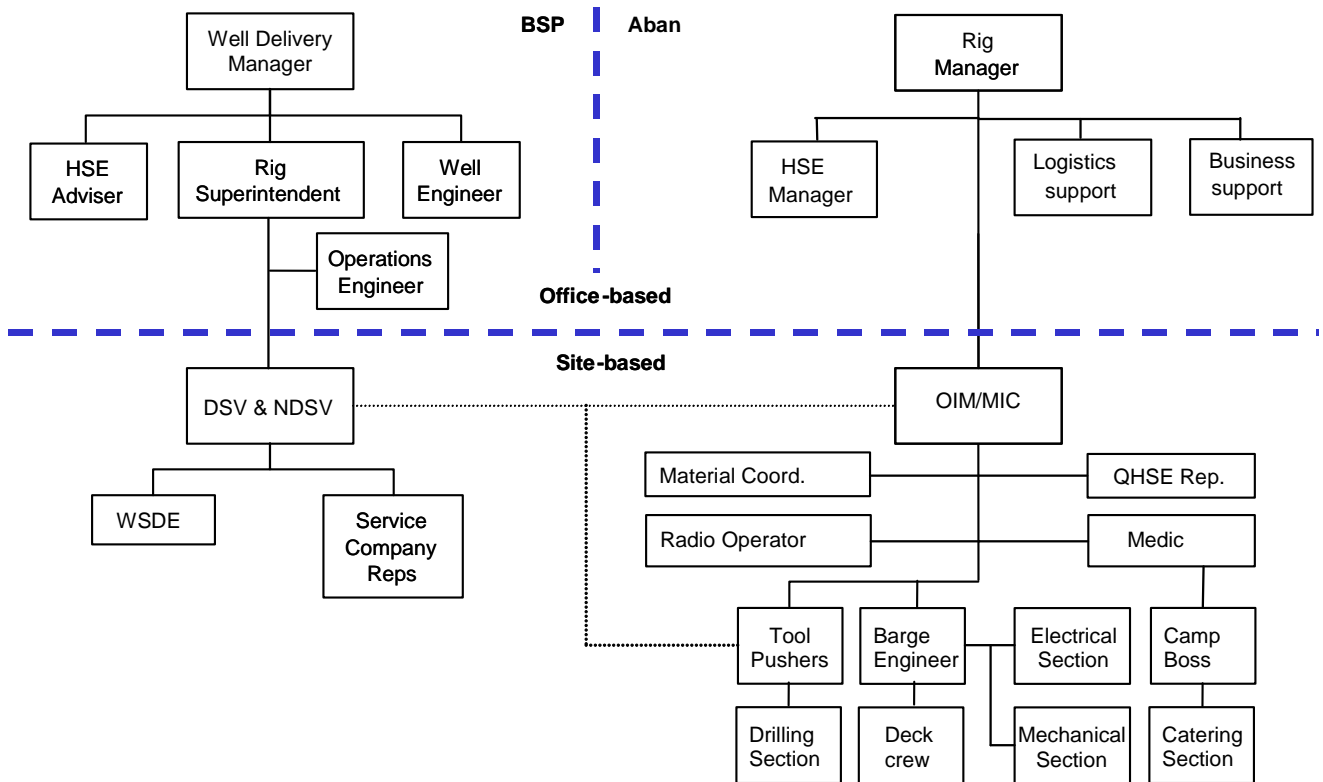 BSP
Aban
Well Delivery
Manager
Rig
Manager
HSE
Adviser
Rig
Superintendent
Well
Engineer
HSE
Manager
Logistics
support
Business
support
Operations
Engineer
Office-based
Site-based
DSV & NDSV
OIM/MIC
Material Coord.
QHSE Rep.
WSDE
Service
Company
Reps
Radio Operator
Medic
Tool
Pushers
Barge
Engineer
Electrical
Section
Camp
Boss
Drilling
Section
Deck
crew
Mechanical
Section
Catering
Section